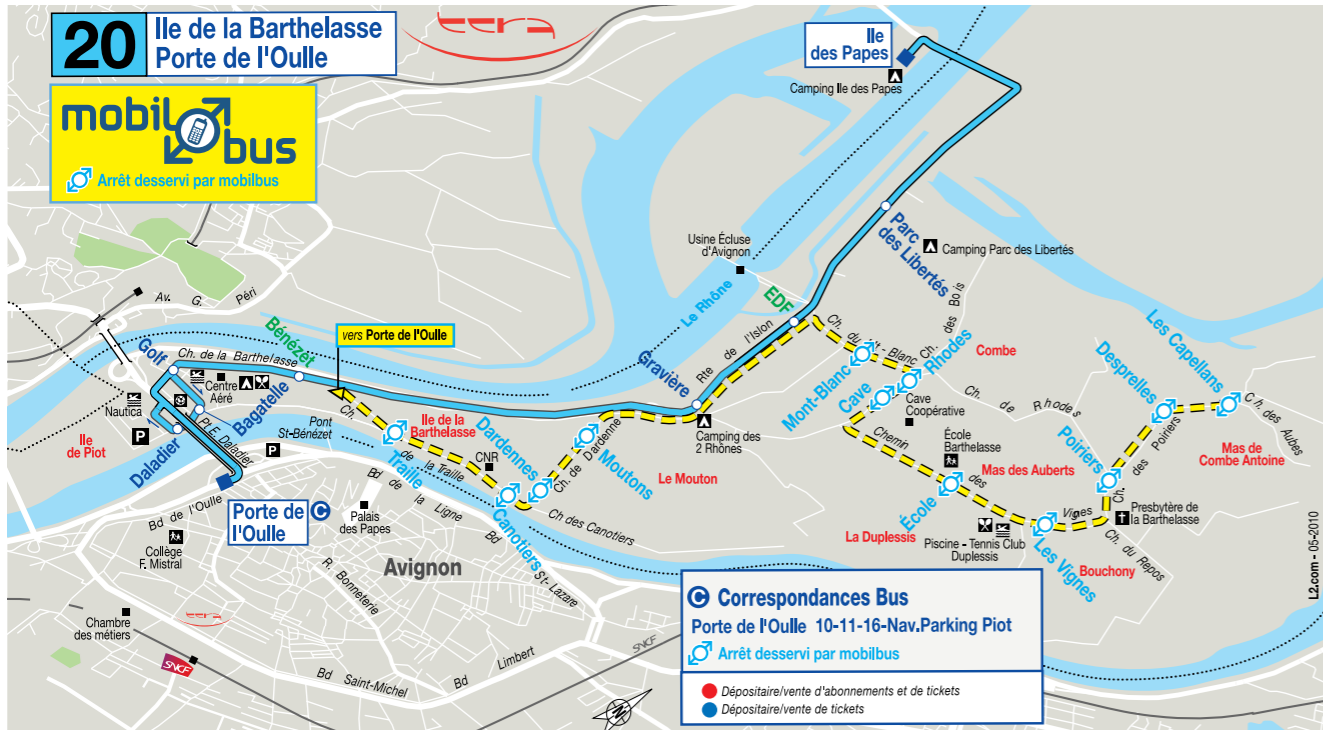 20
Ile de la Barthelasse
Porte de l'Oulle
mobil
bus
Arrêt desservi par mobilbus
Ile
des Papes
Camping Ile des Papes
Parc
des Libertés
Camping Parc des Libertés
Usine Écluse
d'Avignon
Le Rhône
EDF
Rte de l'Islon
Gravière
Ch. du Mt - Blanc
Mont-Blanc
Cave
Rhodes
Ch. des Bois
Combe
Ch. de Rhodes
Cave
Coopérative
Les Capellans
Desprelles
Poiriers
Ch. des Poiriers
Ch. des Aubes
Mas de
Combe Antoine
Av. G. Péri
Bénézet
vers Porte de l'Oulle
Golf
Ch. de la Barthelasse
Centre
Aéré
Bagatelle
Nautica
P
Ile
de Piot
Daladier
Pt E. Daladier
P
Pont
St-Bénézet
Ch. de la Traille
Traille
Ile de la
Barthelasse
CNR
Dardennes
Ch. de Dardenne
Moutons
Camping des
2 Rhônes
Le Mouton
Canotiers
Ch des Canotiers
Chemin des Vignes
École
Barthelasse
École
Mas des Auberts
La Duplessis
Piscine - Tennis Club
Duplessis
Les Vignes
Bouchony
Ch. du Repos
Presbytère de
la Barthelasse
Bd de l'Oulle
Porte de
l'Oulle
C
Collège
F. Mistral
Palais
des Papes
Bd de la Ligne
Bd St-Lazare
Avignon
R. Bonneterie
Chambre
des métiers
SNCF
Bd Saint-Michel
Bd Limbert
SNCF
N
C Correspondances Bus
Porte de l'Oulle 10-11-16-Nav.Parking Piot
Arrêt desservi par mobilbus
Dépositaire/vente d'abonnements et de tickets
Dépositaire/vente de tickets
L2.com - 05-2010